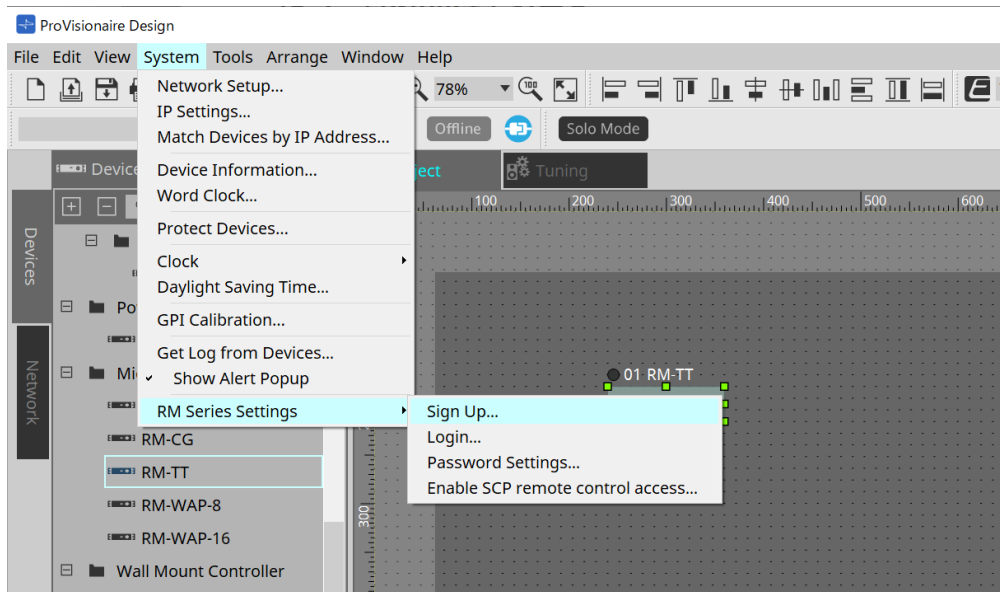 ProVisionaire Design
File Edit View System Tools Arrange Window Help
Network Setup...
IP Settings...
Match Devices by IP Address...
Device Information...
Word Clock...
Protect Devices...
Clock
Daylight Saving Time...
GPI Calibration...
Get Log from Devices...
Show Alert Popup
RM Series Settings
Sign Up...
Login...
Password Settings...
Enable SCP remote control access...
78%
100
Offline
Solo Mode
Tuning
100 200 300 400 500 600
Devices
Network
01 RM-TT
RM-CG
RM-TT
RM-WAP-8
RM-WAP-16
Wall Mount Controller
300